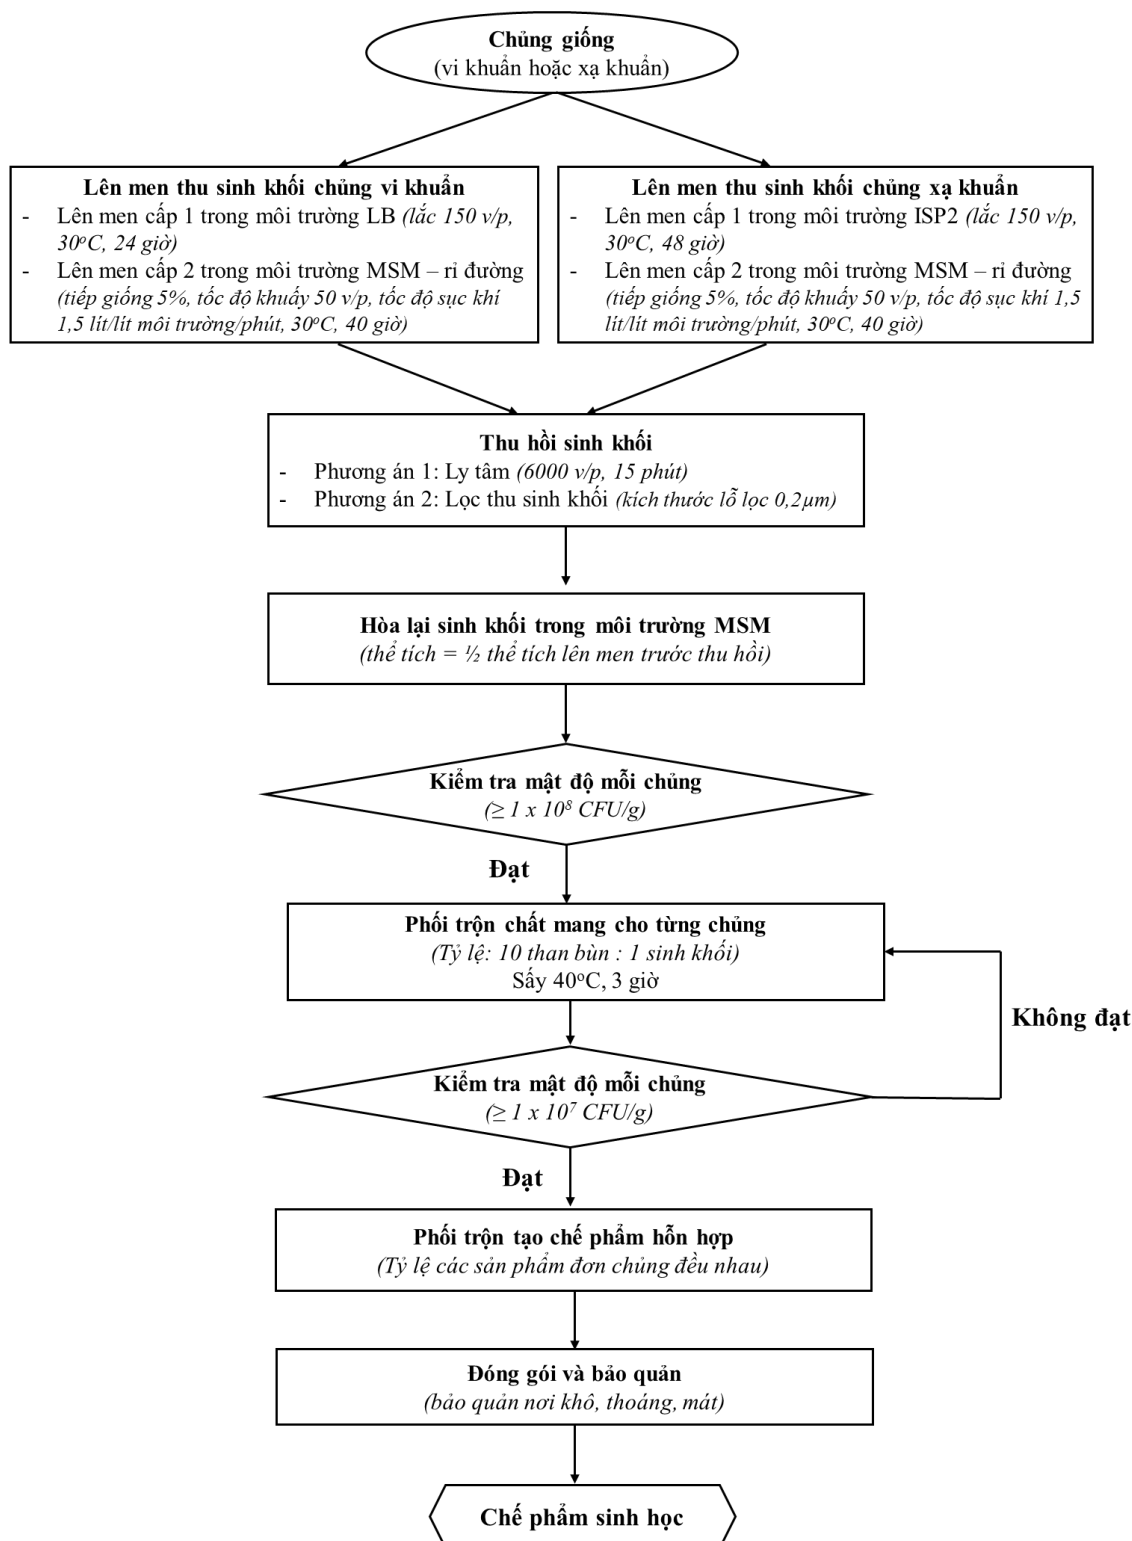 Chủng giống
(vi khuẩn hoặc xạ khuẩn)
Lên men thu sinh khối chủng vi khuẩn
- Lên men cấp 1 trong môi trường LB (lắc 150 v/p,
30°C, 24 giờ)
- Lên men cấp 2 trong môi trường MSM – rỉ đường
(tiếp giống 5%, tốc độ khuấy 50 v/p, tốc độ sục khí
1,5 lít/lít môi trường/phút, 30°C, 40 giờ)
Lên men thu sinh khối chủng xạ khuẩn
- Lên men cấp 1 trong môi trường ISP2 (lắc 150 v/p,
30°C, 48 giờ)
- Lên men cấp 2 trong môi trường MSM – rỉ đường
(tiếp giống 5%, tốc độ khuấy 50 v/p, tốc độ sục khí 1,5
lít/lít môi trường/phút, 30°C, 40 giờ)
Thu hồi sinh khối
- Phương án 1: Ly tâm (6000 v/p, 15 phút)
- Phương án 2: Lọc thu sinh khối (kích thước lỗ lọc 0,2µm)
Hòa lại sinh khối trong môi trường MSM
(thể tích = ½ thể tích lên men trước thu hồi)
Kiểm tra mật độ mỗi chủng
(≥ 1 x 10⁸ CFU/g)
Đạt
Phối trộn chất mang cho từng chủng
(Tỷ lệ: 10 than bùn : 1 sinh khối)
Sấy 40°C, 3 giờ
Không đạt
Kiểm tra mật độ mỗi chủng
(≥ 1 x 10⁷ CFU/g)
Đạt
Phối trộn tạo chế phẩm hỗn hợp
(Tỷ lệ các sản phẩm đơn chủng đều nhau)
Đóng gói và bảo quản
(bảo quản nơi khô, thoáng, mát)
Chế phẩm sinh học